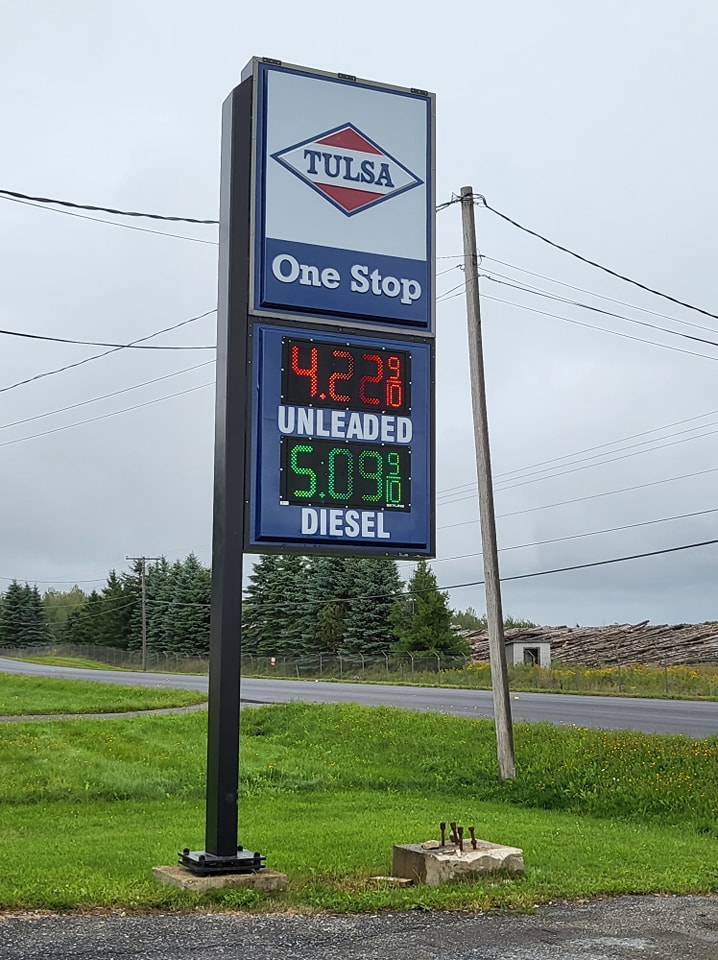 TULSA
One Stop
4.22 9/10
UNLEADED
5.09 9/10
DIESEL